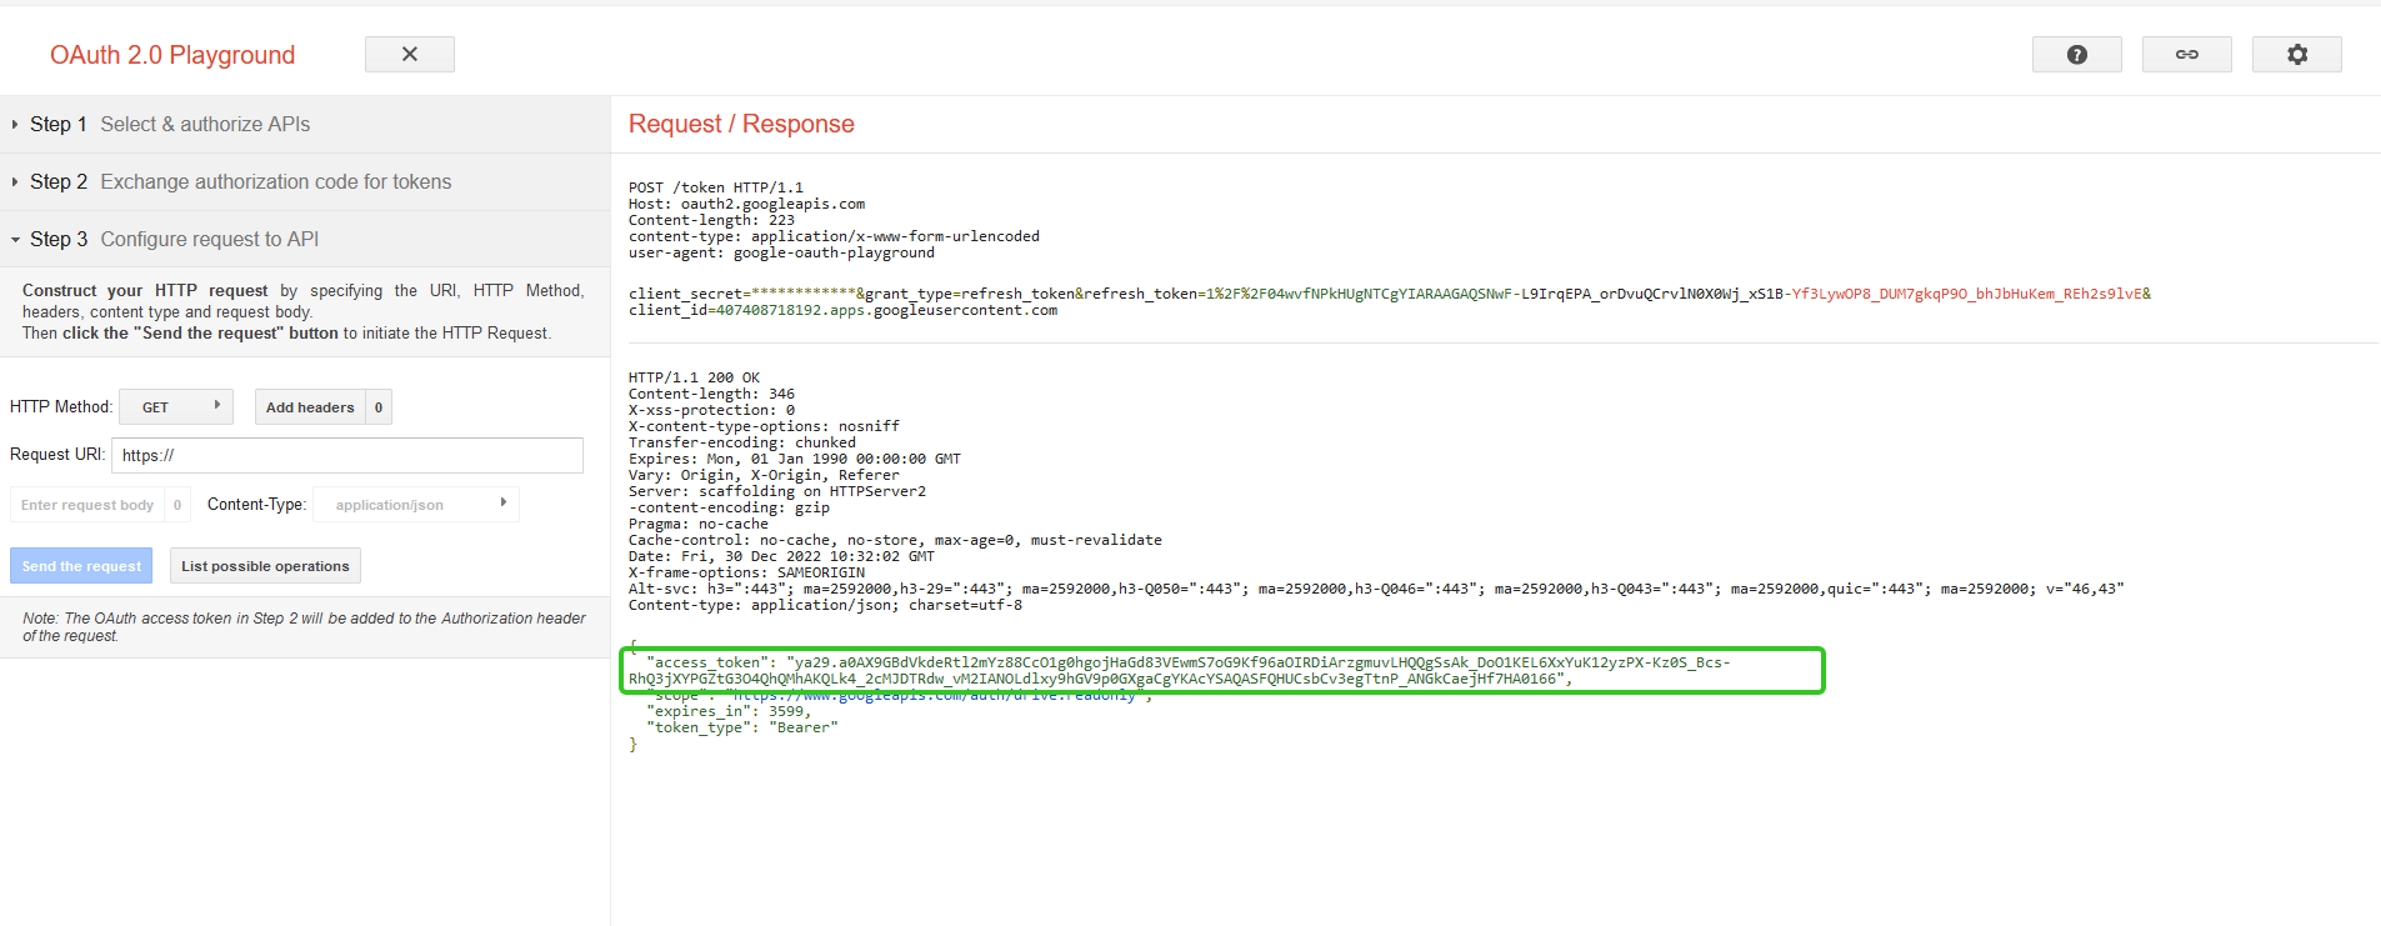 OAuth 2.0 Playground
Step 1 Select & authorize APIs
Step 2 Exchange authorization code for tokens
Step 3 Configure request to API
Construct your HTTP request by specifying the URI, HTTP Method,
headers, content type and request body.
Then click the "Send the request" button to initiate the HTTP Request.
HTTP Method: GET Add headers 0
Request URI: https://
Enter request body 0 Content-Type: application/json
Send the request List possible operations
Note: The OAuth access token in Step 2 will be added to the Authorization header
of the request.
Request / Response
POST /token HTTP/1.1
Host: oauth2.googleapis.com
Content-length: 223
content-type: application/x-www-form-urlencoded
user-agent: google-oauth-playground
client_secret=************&grant_type=refresh_token&refresh_token=1%2F%2F04wvfNPkHUgNTCgYIARAAGAQSNwF-L9IrqEPA_orDvuQCrvlN0X0Wj_xS1B-Yf3LywOP8_DUM7gkqP9O_bhJbHuKem_REh2s9lvE&
client_id=407408718192.apps.googleusercontent.com
HTTP/1.1 200 OK
Content-length: 346
X-xss-protection: 0
X-content-type-options: nosniff
Transfer-encoding: chunked
Expires: Mon, 01 Jan 1990 00:00:00 GMT
Vary: Origin, X-Origin, Referer
Server: scaffolding on HTTPServer2
-content-encoding: gzip
Pragma: no-cache
Cache-control: no-cache, no-store, max-age=0, must-revalidate
Date: Fri, 30 Dec 2022 10:32:02 GMT
X-frame-options: SAMEORIGIN
Alt-svc: h3=":443"; ma=2592000,h3-29=":443"; ma=2592000,h3-Q050=":443"; ma=2592000,h3-Q046=":443"; ma=2592000,h3-Q043=":443"; ma=2592000,quic=":443"; ma=2592000; v="46,43"
Content-type: application/json; charset=utf-8
{
"access_token": "ya29.a0AX9GBdVkdeRtl2mYz88CcO1g0hgojHaGd83VEwmS7oG9Kf96aOIRDiArzgmuvLHQQgSsAk_DoO1KEL6XxYuK12yzPX-Kz0S_Bcs-
RhQ3jXYPGZtG3O4QhQMhAKQLk4_2cMJDTRdw_vM2IANOLdlxy9hGV9p0GXgaCgYKAcYSAQASFQHUCsbCv3egTtnP_ANGkCaejHf7HA0166",
"scope": "https://www.googleapis.com/auth/drive.readonly",
"expires_in": 3599,
"token_type": "Bearer"
}